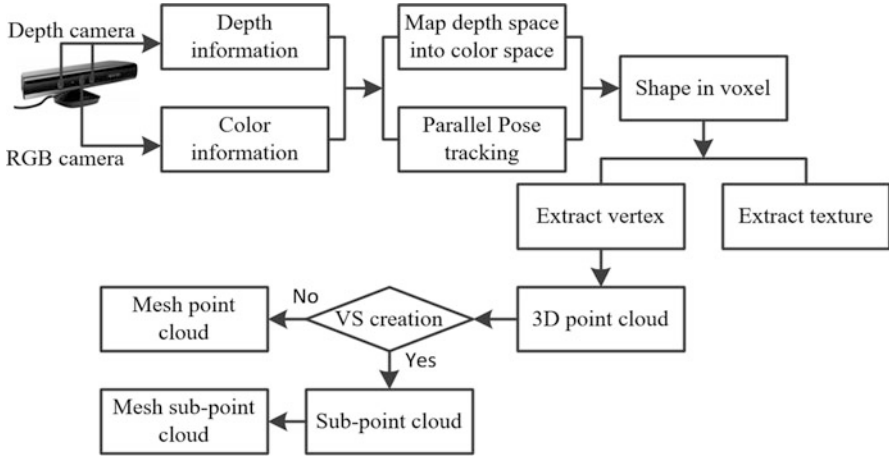 Depth camera
Depth
information
Map depth space
into color space
Shape in voxel
RGB camera
Color
information
Parallel Pose
tracking
Extract vertex
Extract texture
Mesh point
cloud
No
VS creation
3D point cloud
Yes
Mesh sub-point
cloud
Sub-point cloud